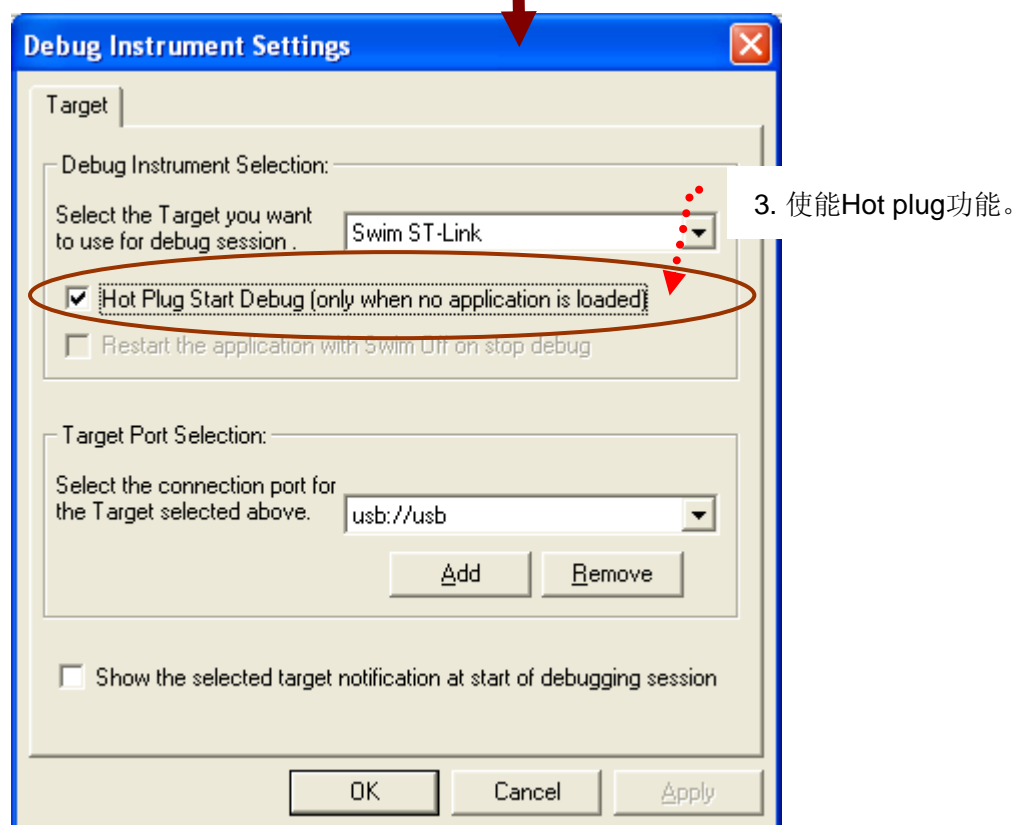 Debug Instrument Settings
Target
Debug Instrument Selection:
Select the Target you want
to use for debug session .
Swim ST-Link
3. 使能Hot plug功能。
Hot Plug Start Debug (only when no application is loaded)
Restart the application with Swim Off on stop debug
Target Port Selection:
Select the connection port for
the Target selected above.
usb://usb
Add
Remove
Show the selected target notification at start of debugging session
OK
Cancel
Apply